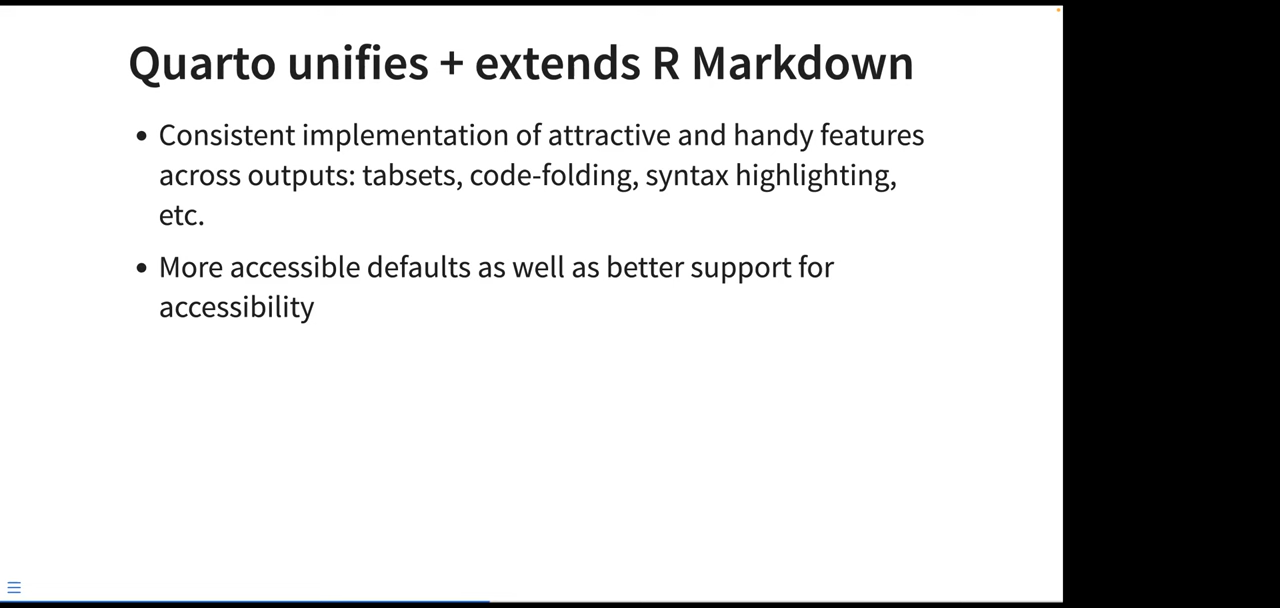 Quarto unifies + extends R Markdown
• Consistent implementation of attractive and handy features
across outputs: tabsets, code-folding, syntax highlighting,
etc.
• More accessible defaults as well as better support for
accessibility